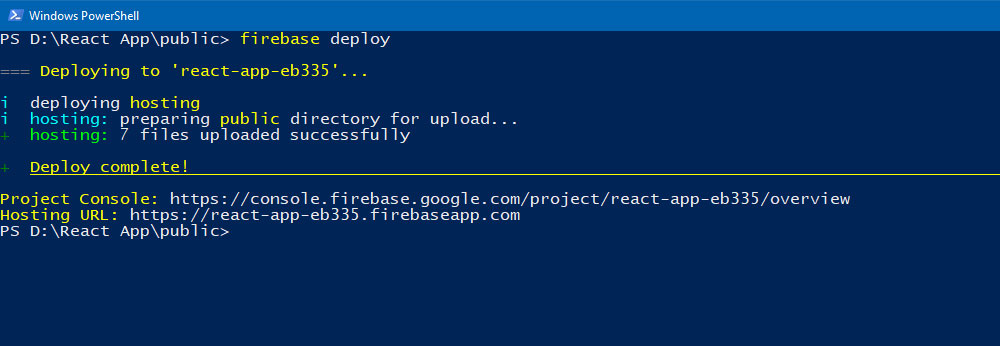 Windows PowerShell
PS D:\React App\public> firebase deploy
=== Deploying to 'react-app-eb335'...
i  deploying hosting
i  hosting: preparing public directory for upload...
+  hosting: 7 files uploaded successfully
+  Deploy complete!
Project Console: https://console.firebase.google.com/project/react-app-eb335/overview
Hosting URL: https://react-app-eb335.firebaseapp.com
PS D:\React App\public>